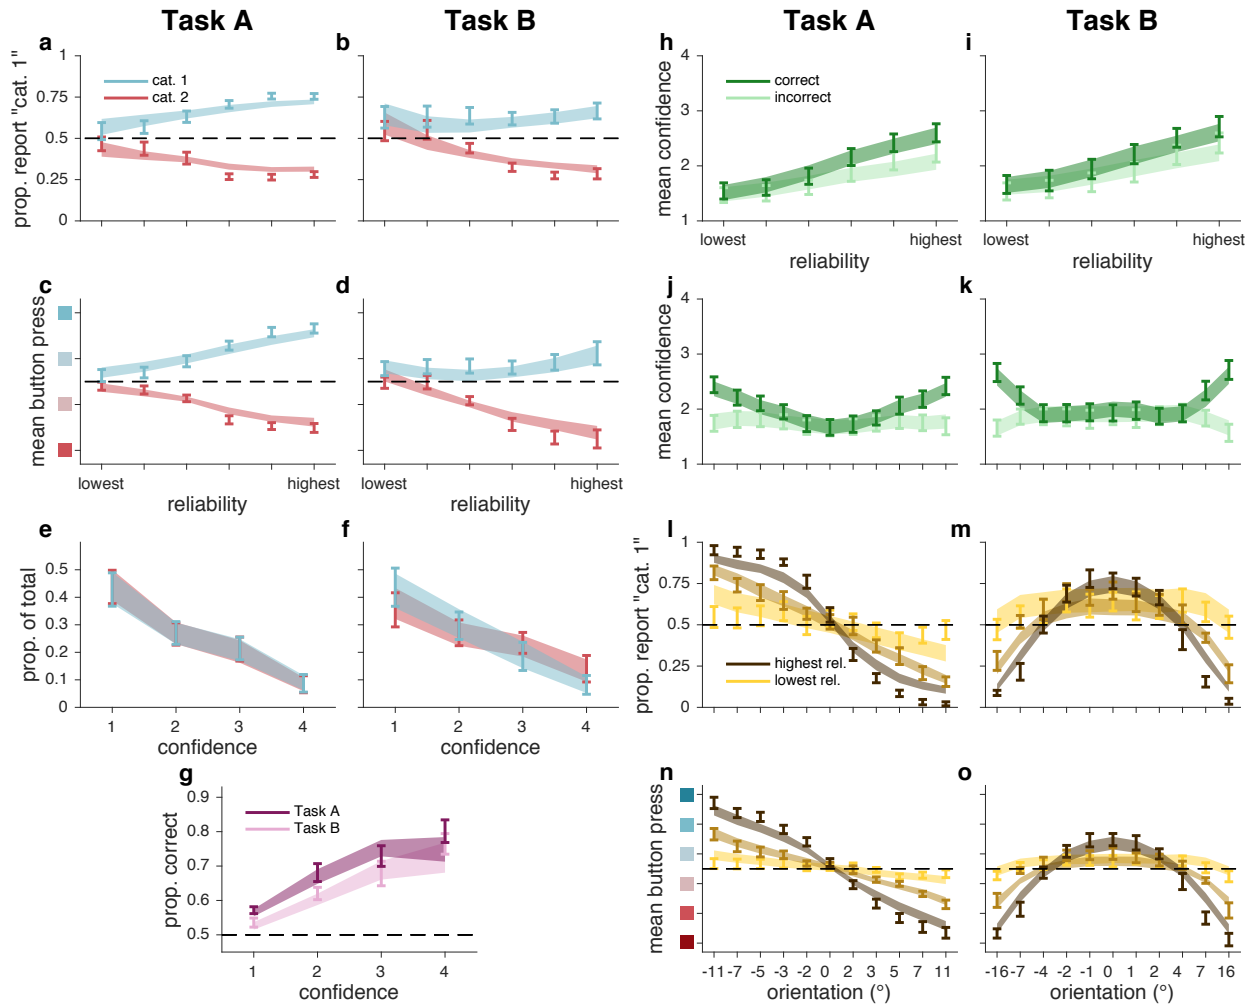 Task A
Task B
Task A
Task B
a
b
h
i
prop. report "cat. 1"
1
0.75
0.5
0.25
0
cat. 1
cat. 2
mean confidence
4
3
2
1
correct
incorrect
lowest
highest
reliability
lowest
highest
reliability
c
d
j
k
mean button press
lowest
highest
reliability
lowest
highest
reliability
mean confidence
4
3
2
1
e
f
l
m
prop. of total
0.5
0.4
0.3
0.2
0.1
0
1
2
3
4
confidence
1
2
3
4
confidence
prop. report "cat. 1"
1
0.75
0.5
0.25
0
highest rel.
lowest rel.
g
n
o
prop. correct
0.9
0.8
0.7
0.6
0.5
Task A
Task B
1
2
3
4
confidence
mean button press
-11 -7 -5 -3 -2 0 2 3 5 7 11
orientation (°)
-16 -7 -4 -2 -1 0 1 2 4 7 16
orientation (°)